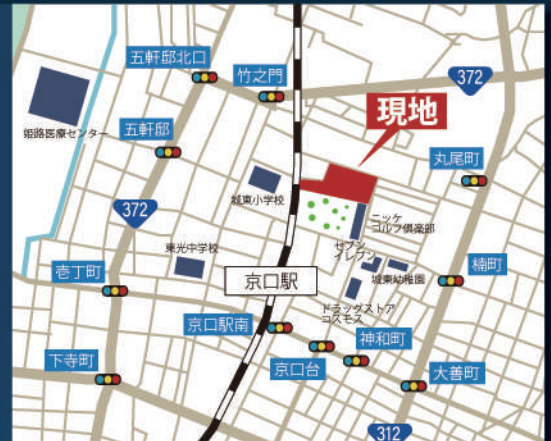 五軒邸北口
竹之門
372
現地
姫路医療センター
五軒邸
丸尾町
城東小学校
372
ニッケ
ゴルフ倶楽部
東光中学校
セブン
イレブン
楠町
壱丁町
京口駅
城東幼稚園
ドラッグストア
コスモス
京口駅南
神和町
下寺町
京口台
大善町
312